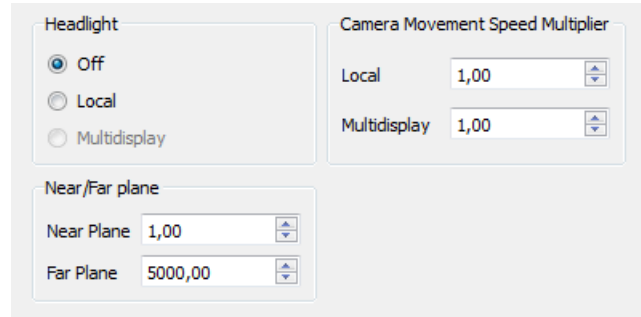 Headlight
Off
Local
Multidisplay
Camera Movement Speed Multiplier
Local 1,00
Multidisplay 1,00
Near/Far plane
Near Plane 1,00
Far Plane 5000,00